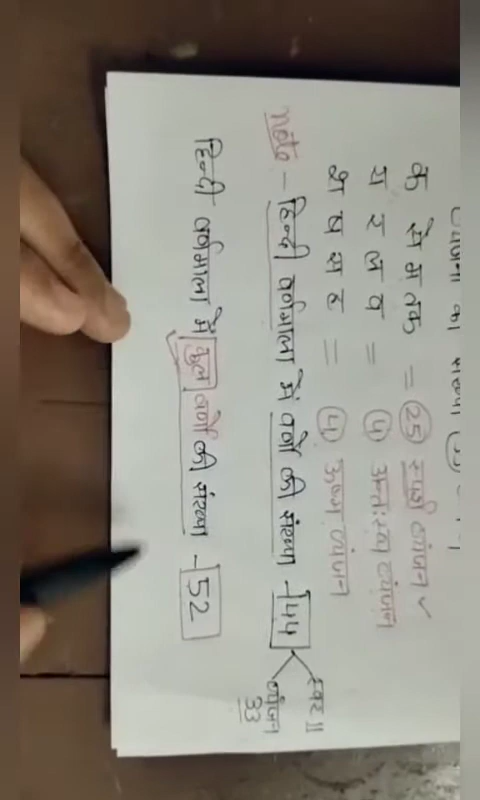 व्यंजनों की संख्या
क से म तक = 25 स्पर्श व्यंजन ✓
य र ल व = 4 अन्तःस्थ व्यंजन
श ष स ह = 4 ऊष्म व्यंजन
note - हिन्दी वर्णमाला में वर्णों की संख्या - 44
स्वर 11
व्यंजन 33
हिन्दी वर्णमाला में कुल वर्णों की संख्या - 52